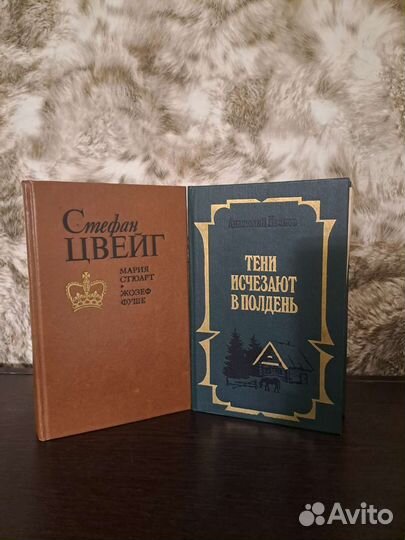 Стефан
ЦВЕЙГ
МАРИЯ
СТЮАРТ
•
ЖОЗЕФ
ФУШЕ
Анатолий Иванов
ТЕНИ
ИСЧЕЗАЮТ
В ПОЛДЕНЬ
Avito